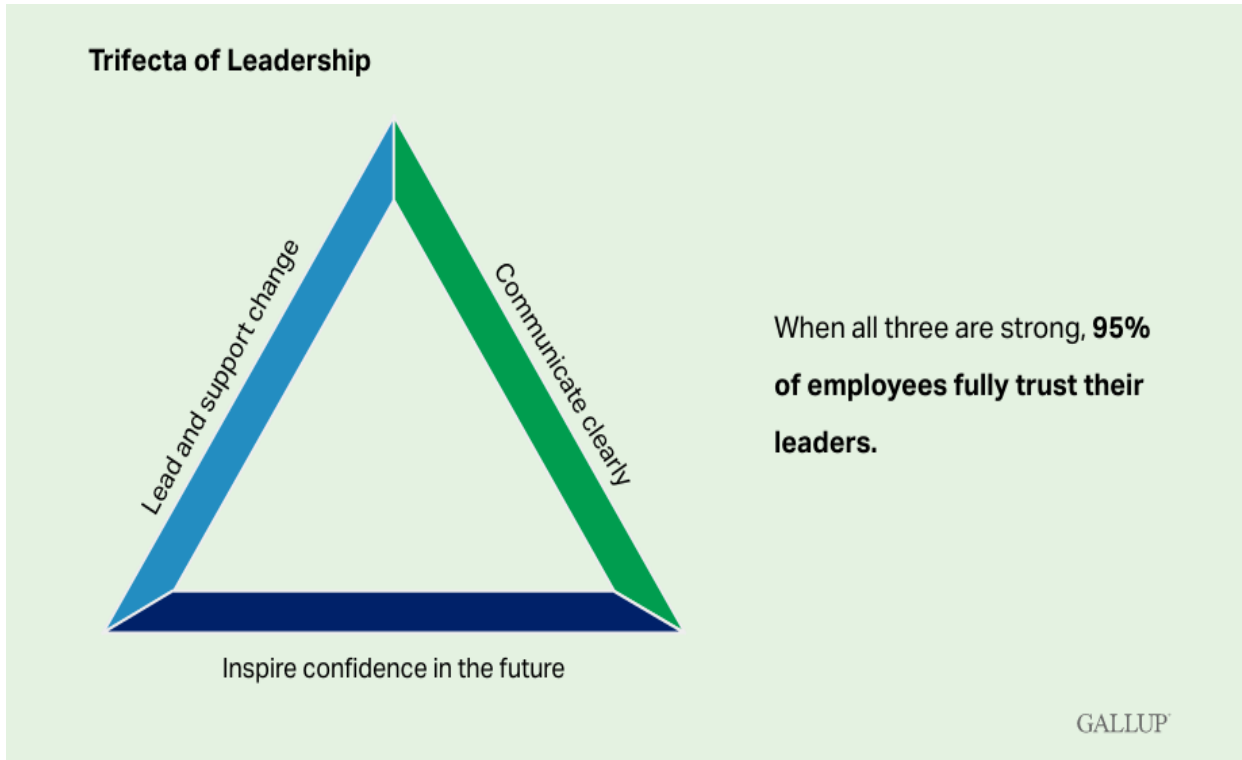 Trifecta of Leadership
Lead and support change
Communicate clearly
Inspire confidence in the future
When all three are strong, 95%
of employees fully trust their
leaders.
GALLUP®